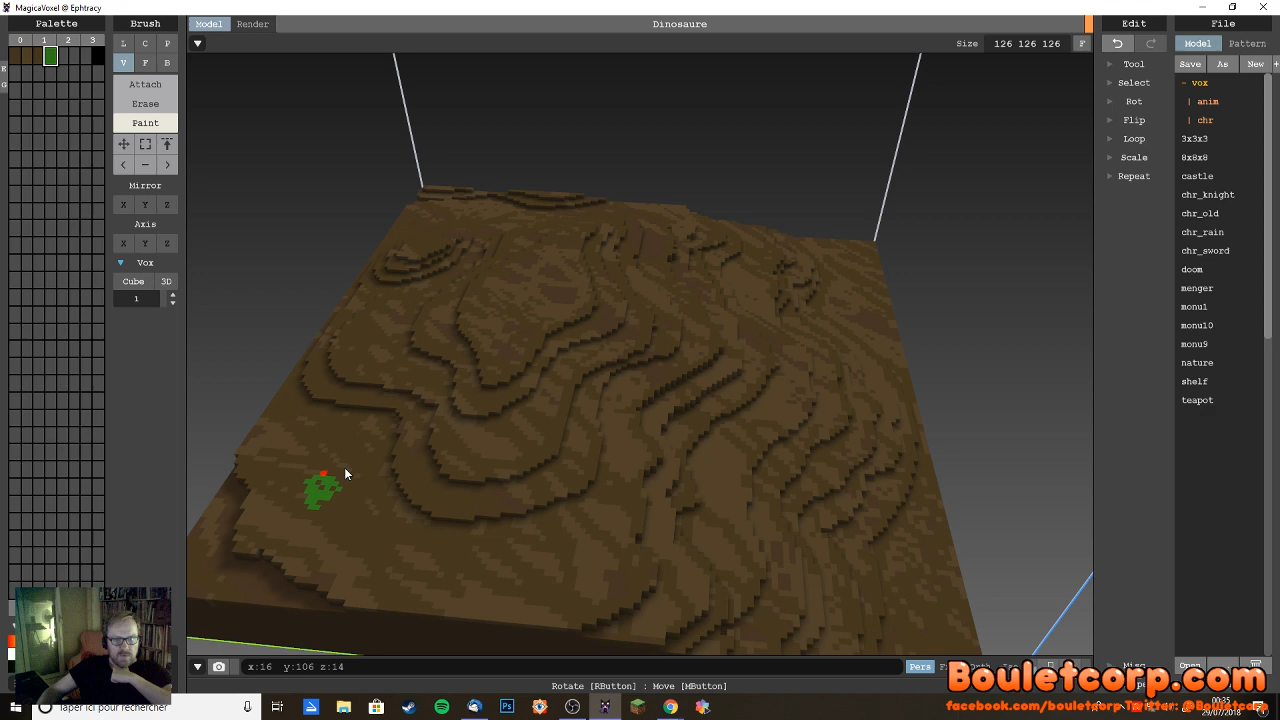 MagicaVoxel @ Ephtracy
Palette
Brush
Model
Render
Dinosaure
Edit
File
0 1 2 3
L C P
V F B
Attach
Erase
Paint
Mirror
X Y Z
Axis
X Y Z
Vox
Cube 3D
1
Size 126 126 126 F
Tool
Select
Rot
Flip
Loop
Scale
Repeat
Model Pattern
Save As New +
- vox
| anim
| chr
3x3x3
8x8x8
castle
chr_knight
chr_old
chr_rain
chr_sword
doom
menger
monu1
monu10
monu9
nature
shelf
teapot
E
G
x:16 y:106 z:14
Pers
Rotate [RButton] : Move [MButton]
Bouletcorp.com
facebook.com/bouletcorp Twitter: @Bouletcorp
Taper ici pour rechercher
00:35
29/07/2018